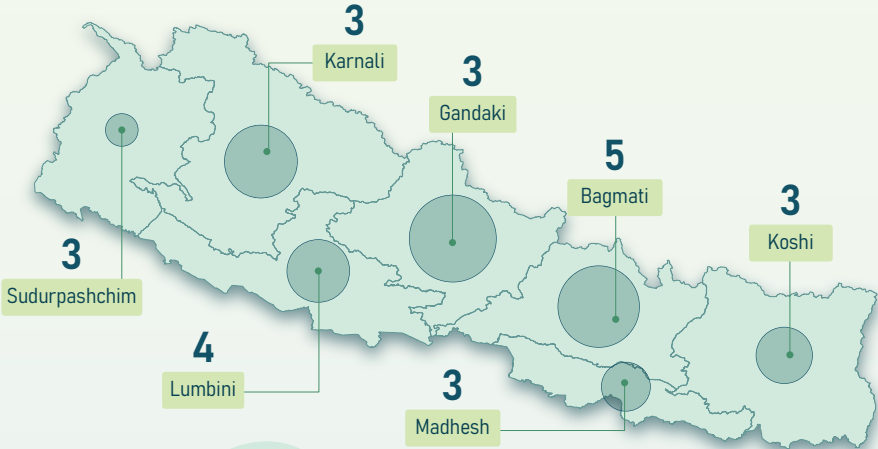 3
Karnali
3
Gandaki
5
Bagmati
3
Koshi
3
Sudurpashchim
4
Lumbini
3
Madhesh